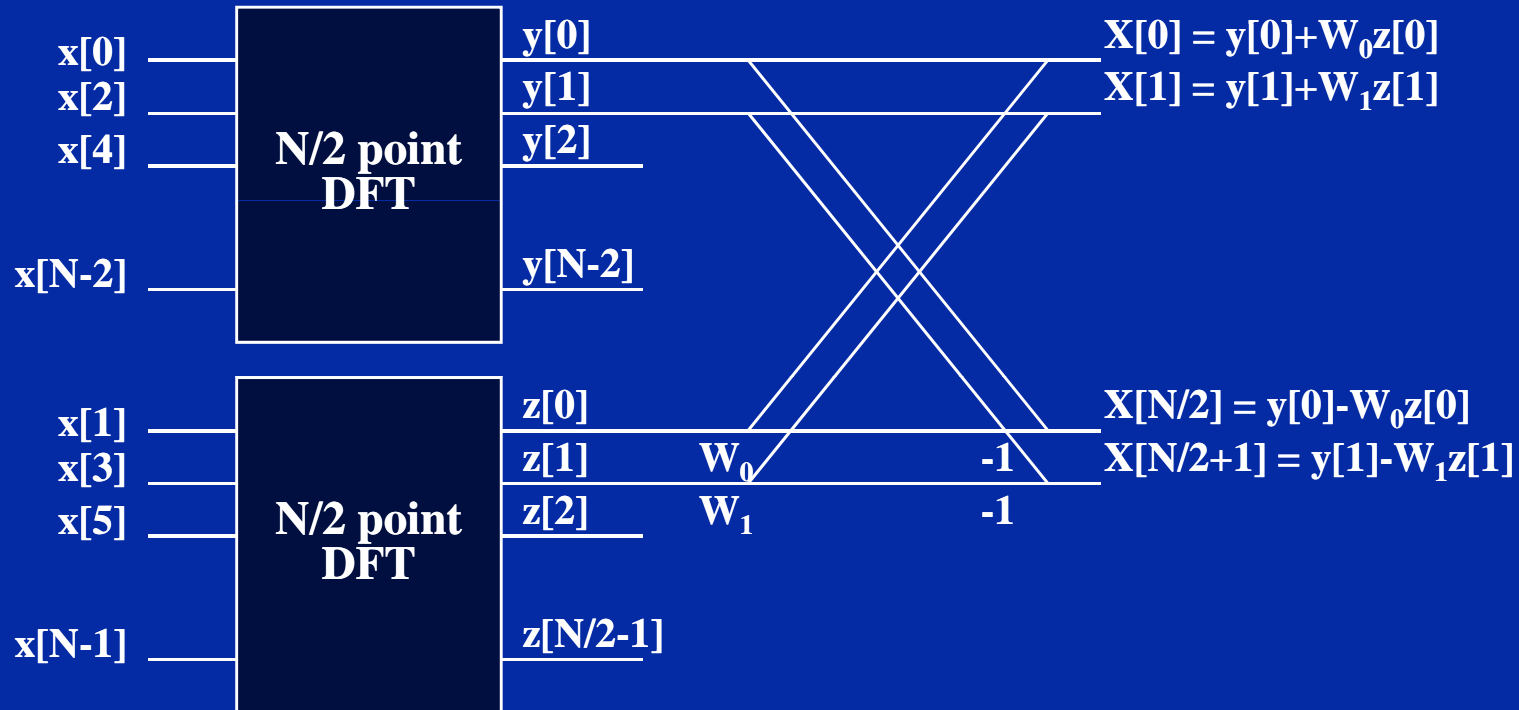 x[0]
x[2]
x[4]
x[N-2]
N/2 point
DFT
y[0]
y[1]
y[2]
y[N-2]
X[0] = y[0]+W₀z[0]
X[1] = y[1]+W₁z[1]
x[1]
x[3]
x[5]
x[N-1]
N/2 point
DFT
z[0]
z[1]
z[2]
z[N/2-1]
W₀
W₁
-1
-1
X[N/2] = y[0]-W₀z[0]
X[N/2+1] = y[1]-W₁z[1]